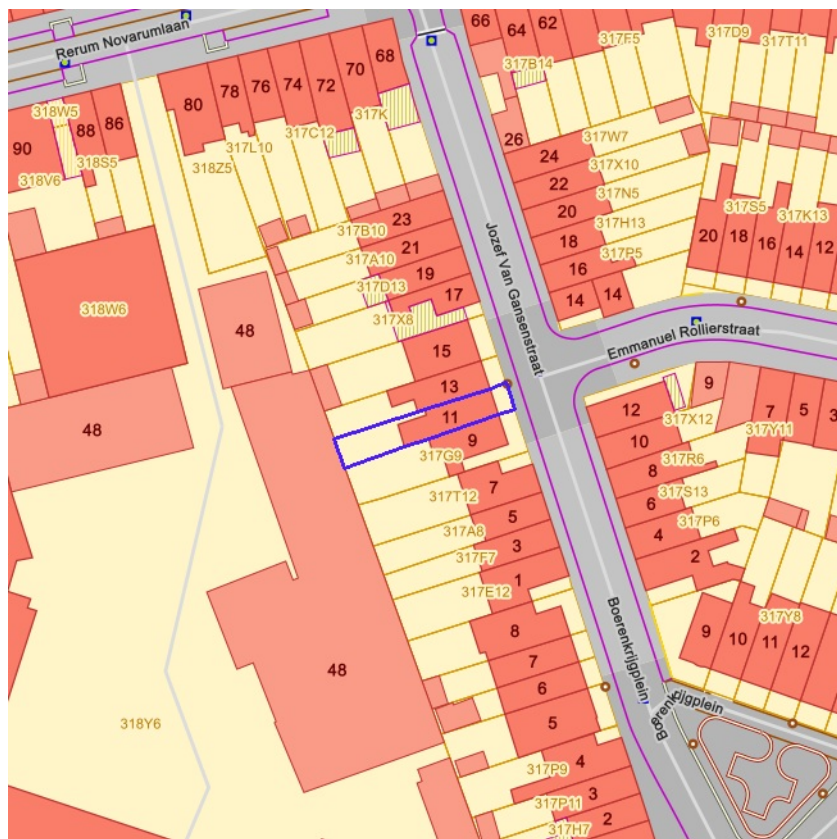 Rerum Novarumlaan
66
64
62
317F5
317D9
317T11
80
78
76
74
72
70
68
317B14
318W5
90
88
86
318V6
318S5
318Z5
317L10
317C12
317K
26
24
22
20
18
16
14
14
317W7
317X10
317N5
317H13
317P5
20
18
16
14
12
317S5
317K13
23
21
19
17
317B10
317A10
317D13
317X8
Jozef Van Gansenstraat
318W6
48
48
15
13
11
9
317G9
Emmanuel Rollierstraat
12
10
8
6
4
2
9
7
5
3
317X12
317Y11
317R6
317S13
317P6
7
5
3
1
317T12
317A8
317F7
317E12
8
7
6
5
48
Boerenkrijgplein
Boerenkrijgplein
9
10
11
12
317Y8
318Y6
4
3
2
317P9
317P11
317H7